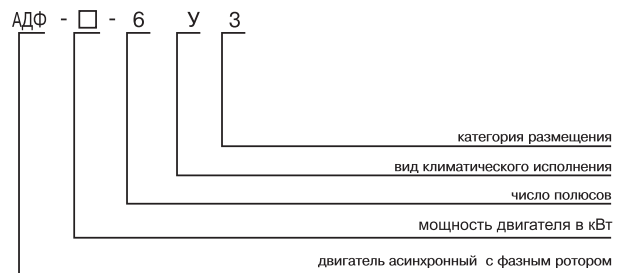 АДФ - □ - 6 У 3
категория размещения
вид климатического исполнения
число полюсов
мощность двигателя в кВт
двигатель асинхронный с фазным ротором